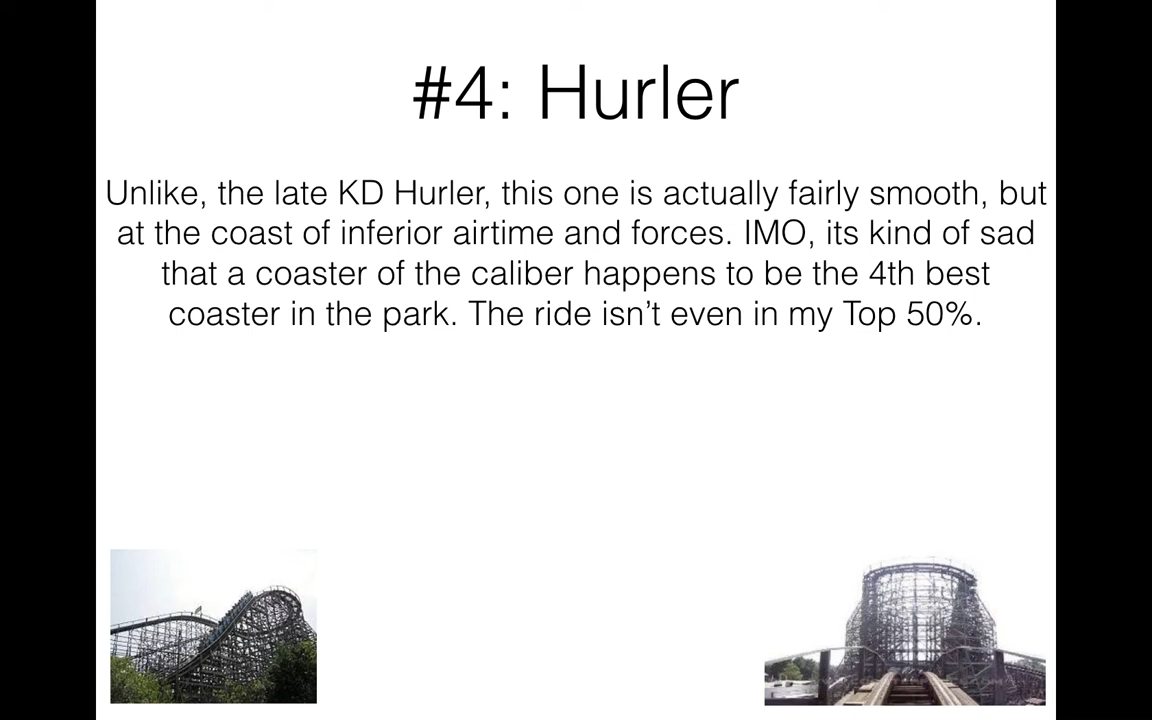 #4: Hurler
Unlike, the late KD Hurler, this one is actually fairly smooth, but
at the coast of inferior airtime and forces. IMO, its kind of sad
that a coaster of the caliber happens to be the 4th best
coaster in the park. The ride isn’t even in my Top 50%.